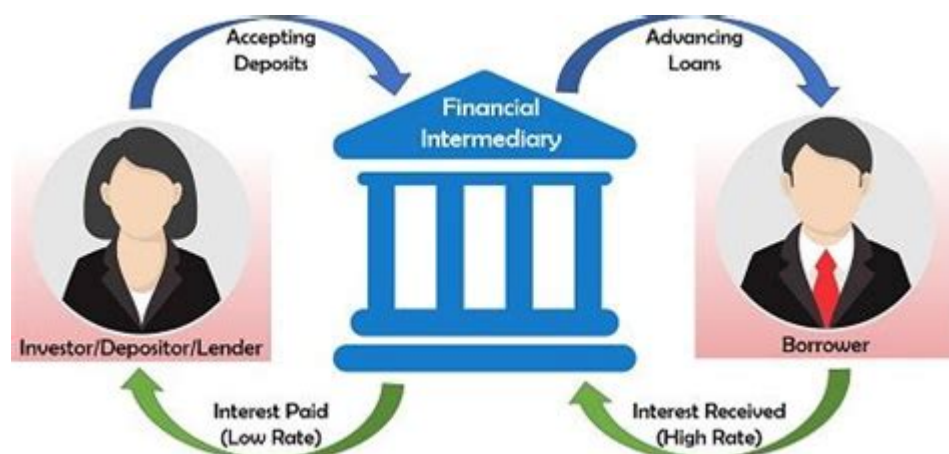 Accepting
Deposits
Advancing
Loans
Financial
Intermediary
Investor/Depositor/Lender
Borrower
Interest Paid
(Low Rate)
Interest Received
(High Rate)